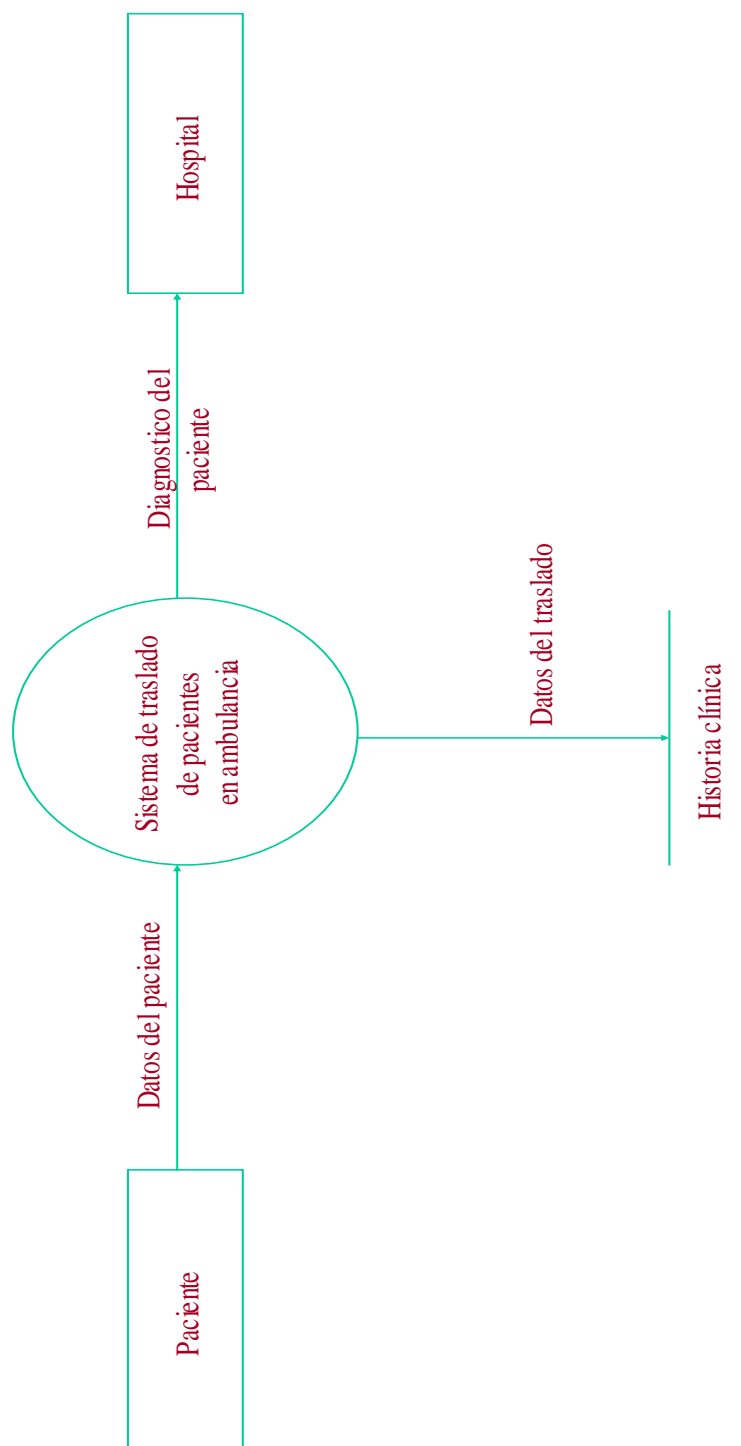 Paciente
Datos del paciente
Sistema de traslado
de pacientes
en ambulancia
Diagnostico del
paciente
Hospital
Datos del traslado
Historia clínica